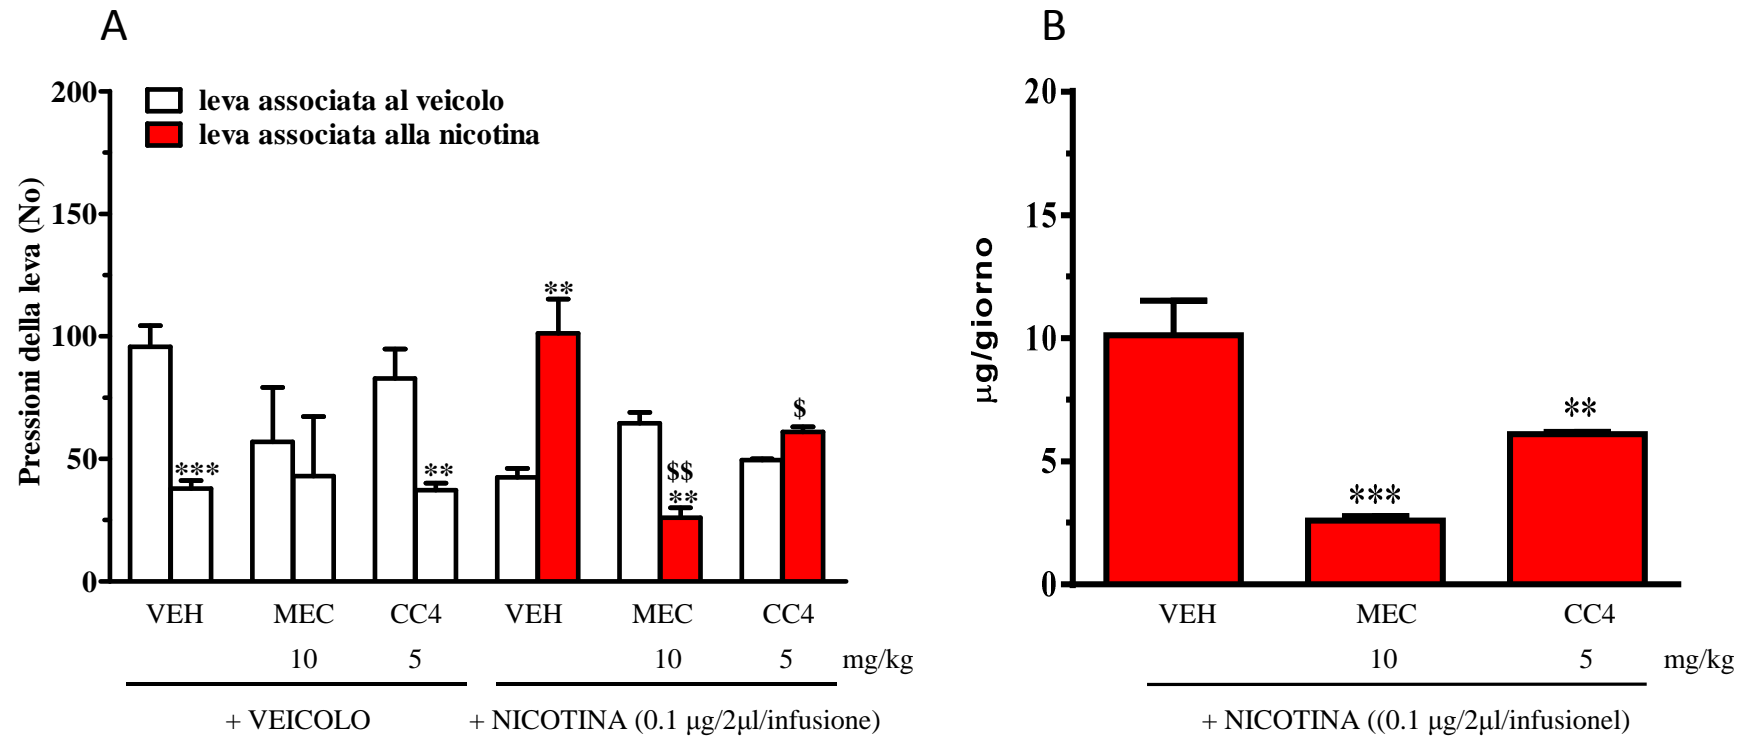 A
B
200
150
100
50
0
Pressioni della leva (No)
leva associata al veicolo
leva associata alla nicotina
***
**
**
$$
**
$
VEH MEC CC4 VEH MEC CC4
10 5 10 5 mg/kg
+ VEICOLO + NICOTINA (0.1 µg/2µl/infusione)
20
15
10
5
0
µg/giorno
***
**
VEH MEC CC4
10 5 mg/kg
+ NICOTINA ((0.1 µg/2µl/infusionel)